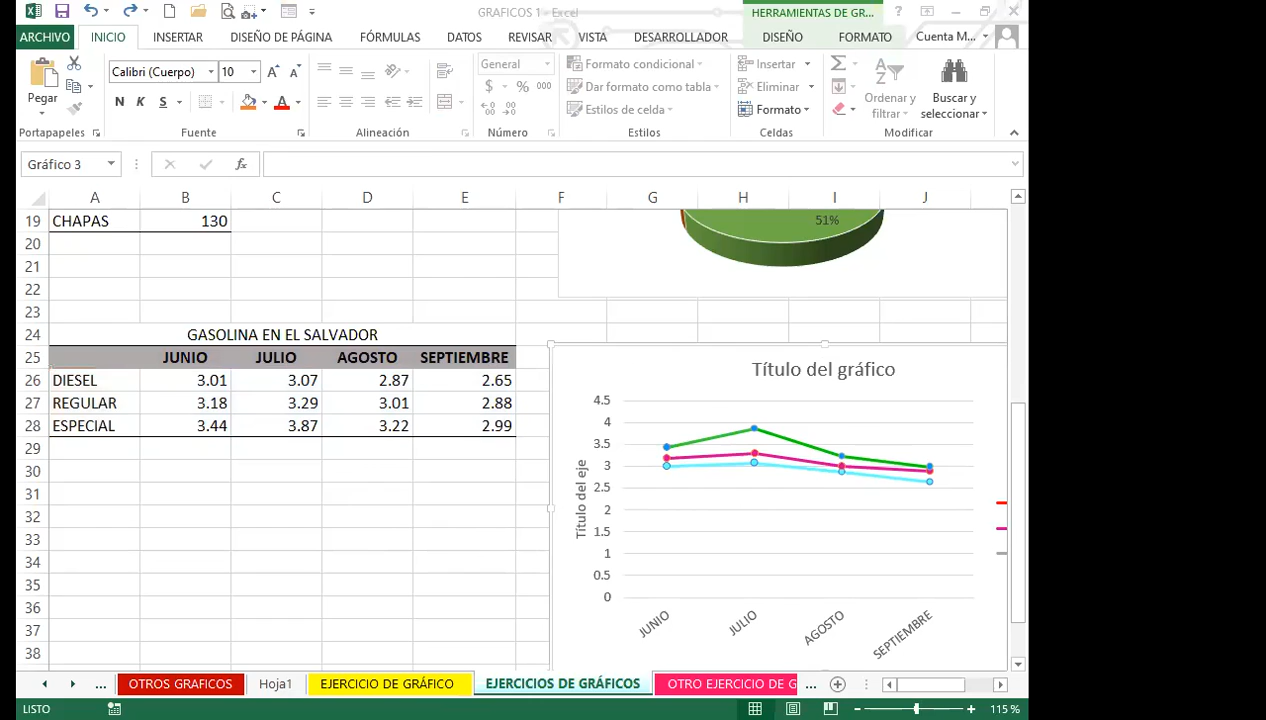 GRAFICOS 1 - Excel
HERRAMIENTAS DE GR...
?
ARCHIVO INICIO INSERTAR DISEÑO DE PÁGINA FÓRMULAS DATOS REVISAR VISTA DESARROLLADOR DISEÑO FORMATO Cuenta M...
Pegar
Calibri (Cuerpo) 10
N K S
General
$ % 000
Formato condicional
Dar formato como tabla
Estilos de celda
Insertar
Eliminar
Formato
Ordenar y filtrar
Buscar y seleccionar
Portapapeles Fuente Alineación Número Estilos Celdas Modificar
Gráfico 3 fx
A B C D E F G H I J
19 CHAPAS 130
51%
20
21
22
23
24 GASOLINA EN EL SALVADOR
25 JUNIO JULIO AGOSTO SEPTIEMBRE
26 DIESEL 3.01 3.07 2.87 2.65
27 REGULAR 3.18 3.29 3.01 2.88
28 ESPECIAL 3.44 3.87 3.22 2.99
29
30
31
32
33
34
35
36
37
38
Título del gráfico
Título del eje
4.5
4
3.5
3
2.5
2
1.5
1
0.5
0
JUNIO JULIO AGOSTO SEPTIEMBRE
... OTROS GRAFICOS Hoja1 EJERCICIO DE GRÁFICO EJERCICIOS DE GRÁFICOS OTRO EJERCICIO DE G ...
LISTO 115 %